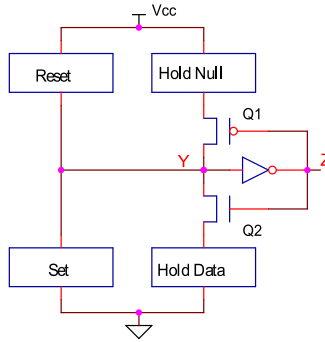 Vcc
Reset
Hold Null
Q1
Y
Z
Q2
Set
Hold Data